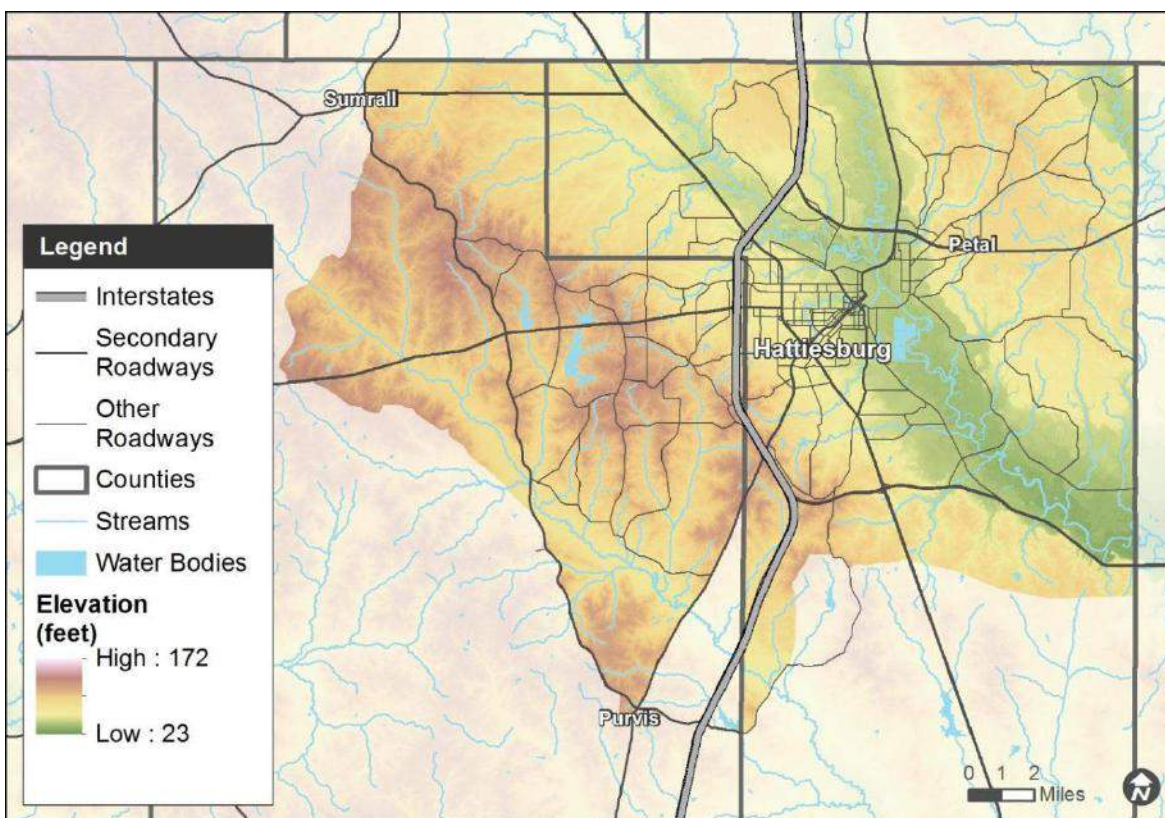 Sumrall
Petal
Hattiesburg
Purvis
Legend
Interstates
Secondary
Roadways
Other
Roadways
Counties
Streams
Water Bodies
Elevation
(feet)
High : 172
Low : 23
0 1 2
Miles
N